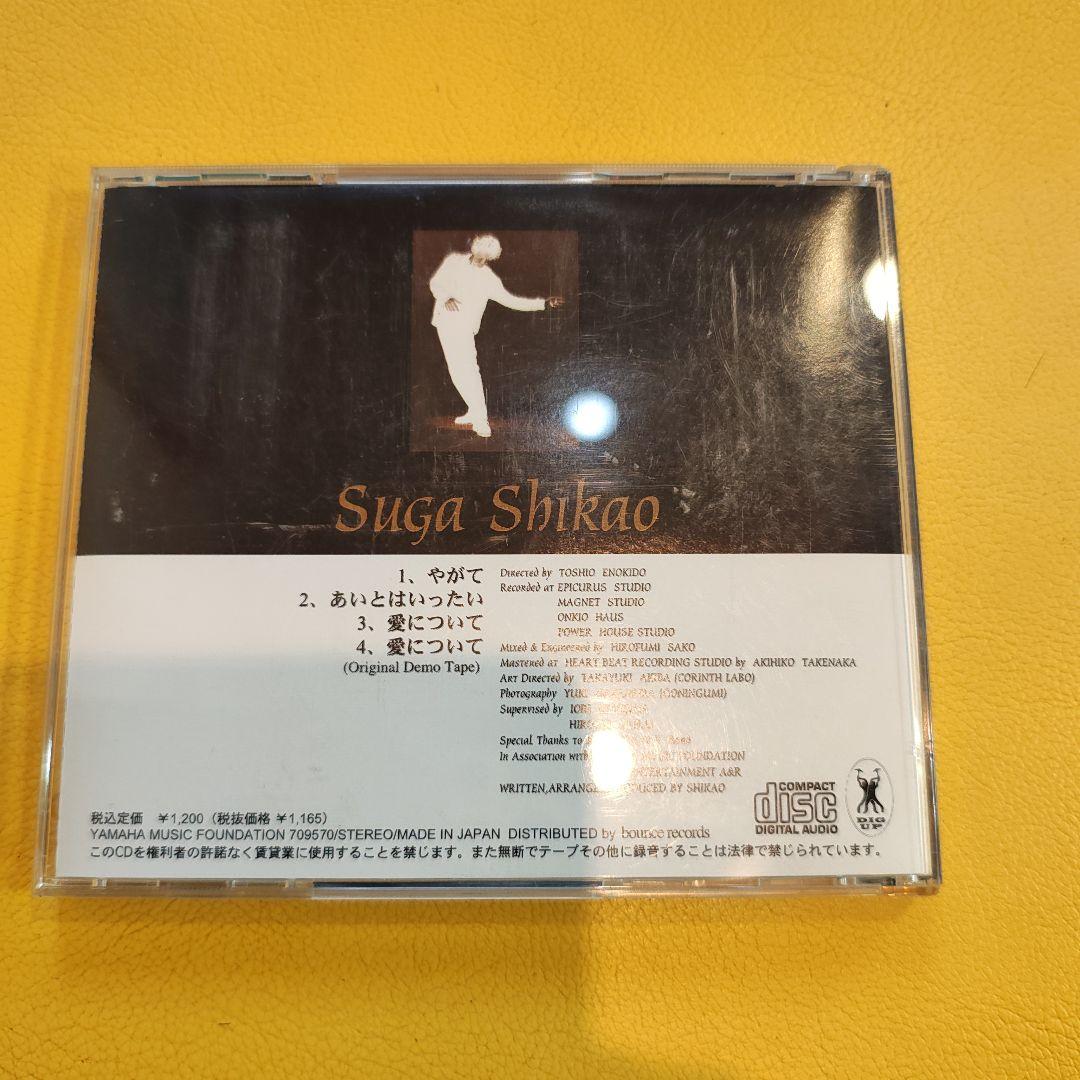 Suga Shikao
1、やがて
2、あいとはいったい
3、愛について
4、愛について
(Original Demo Tape)
Directed by TOSHIO ENOKIDO
Recorded at EPICURUS STUDIO
MAGNET STUDIO
ONKIO HAUS
POWER HOUSE STUDIO
Mixed & Engineered by HIROFUMI SAKO
Mastered at HEART BEAT RECORDING STUDIO by AKIHIKO TAKENAKA
Art Directed by TAKAYUKI AKIBA (CORINTH LABO)
Photography YUKI (GONINGUMI)
Supervised by
Special Thanks to
In Association with FOUNDATION
ENTERTAINMENT A&R
WRITTEN, ARRANGED PRODUCED BY SHIKAO
COMPACT
disc
DIGITAL AUDIO
DIG UP
税込定価 ¥1,200（税抜価格 ¥1,165）
YAMAHA MUSIC FOUNDATION 709570/STEREO/MADE IN JAPAN DISTRIBUTED by bounce records
このCDを権利者の許諾なく賃貸業に使用することを禁じます。また無断でテープその他に録音することは法律で禁じられています。